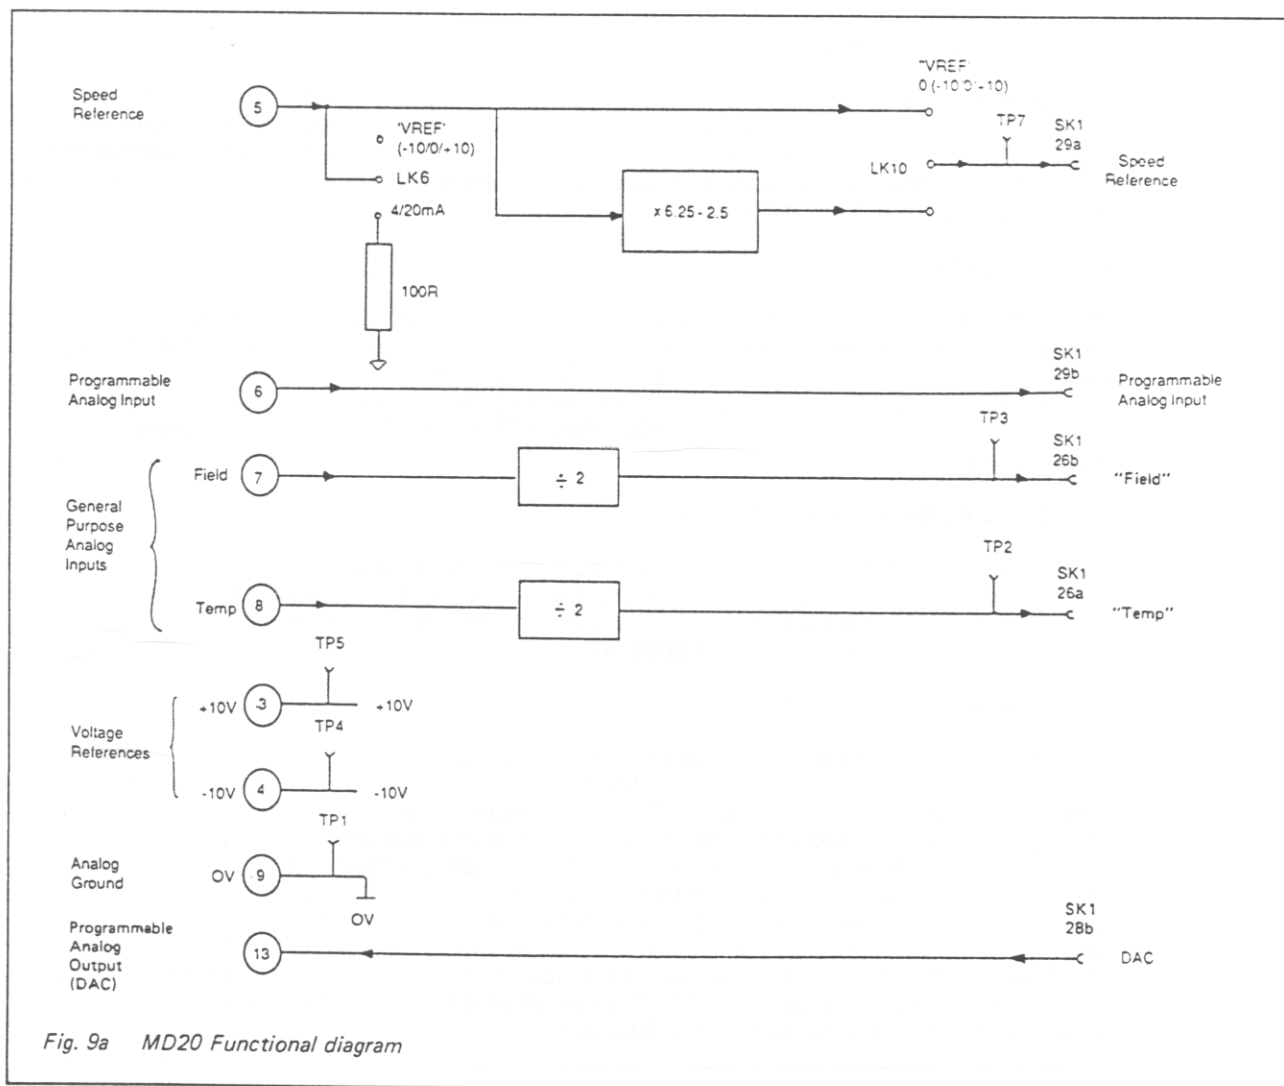 Speed
Reference
5
'VREF'
(-10/0/+10)
LK6
4/20mA
100R
x 6.25 - 2.5
'VREF'
0 (-10/0/+10)
LK10
TP7
SK1
29a
Speed
Reference
Programmable
Analog Input
6
SK1
29b
Programmable
Analog Input
General
Purpose
Analog
Inputs
Field
7
÷ 2
TP3
SK1
26b
"Field"
Temp
8
÷ 2
TP2
SK1
26a
"Temp"
Voltage
References
+10V
3
TP5
+10V
-10V
4
TP4
-10V
Analog
Ground
OV
9
TP1
OV
Programmable
Analog
Output
(DAC)
13
SK1
28b
DAC
Fig. 9a MD20 Functional diagram